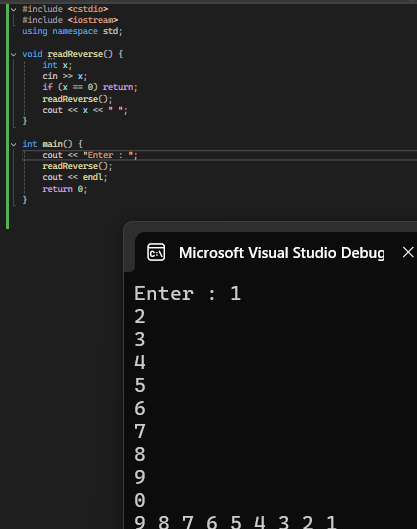 #include <cstdio>
#include <iostream>
using namespace std;

void readReverse() {
    int x;
    cin >> x;
    if (x == 0) return;
    readReverse();
    cout << x << " ";
}

int main() {
    cout << "Enter : ";
    readReverse();
    cout << endl;
    return 0;
}
C:\
Microsoft Visual Studio Debug
Enter : 1
2
3
4
5
6
7
8
9
0
9 8 7 6 5 4 3 2 1